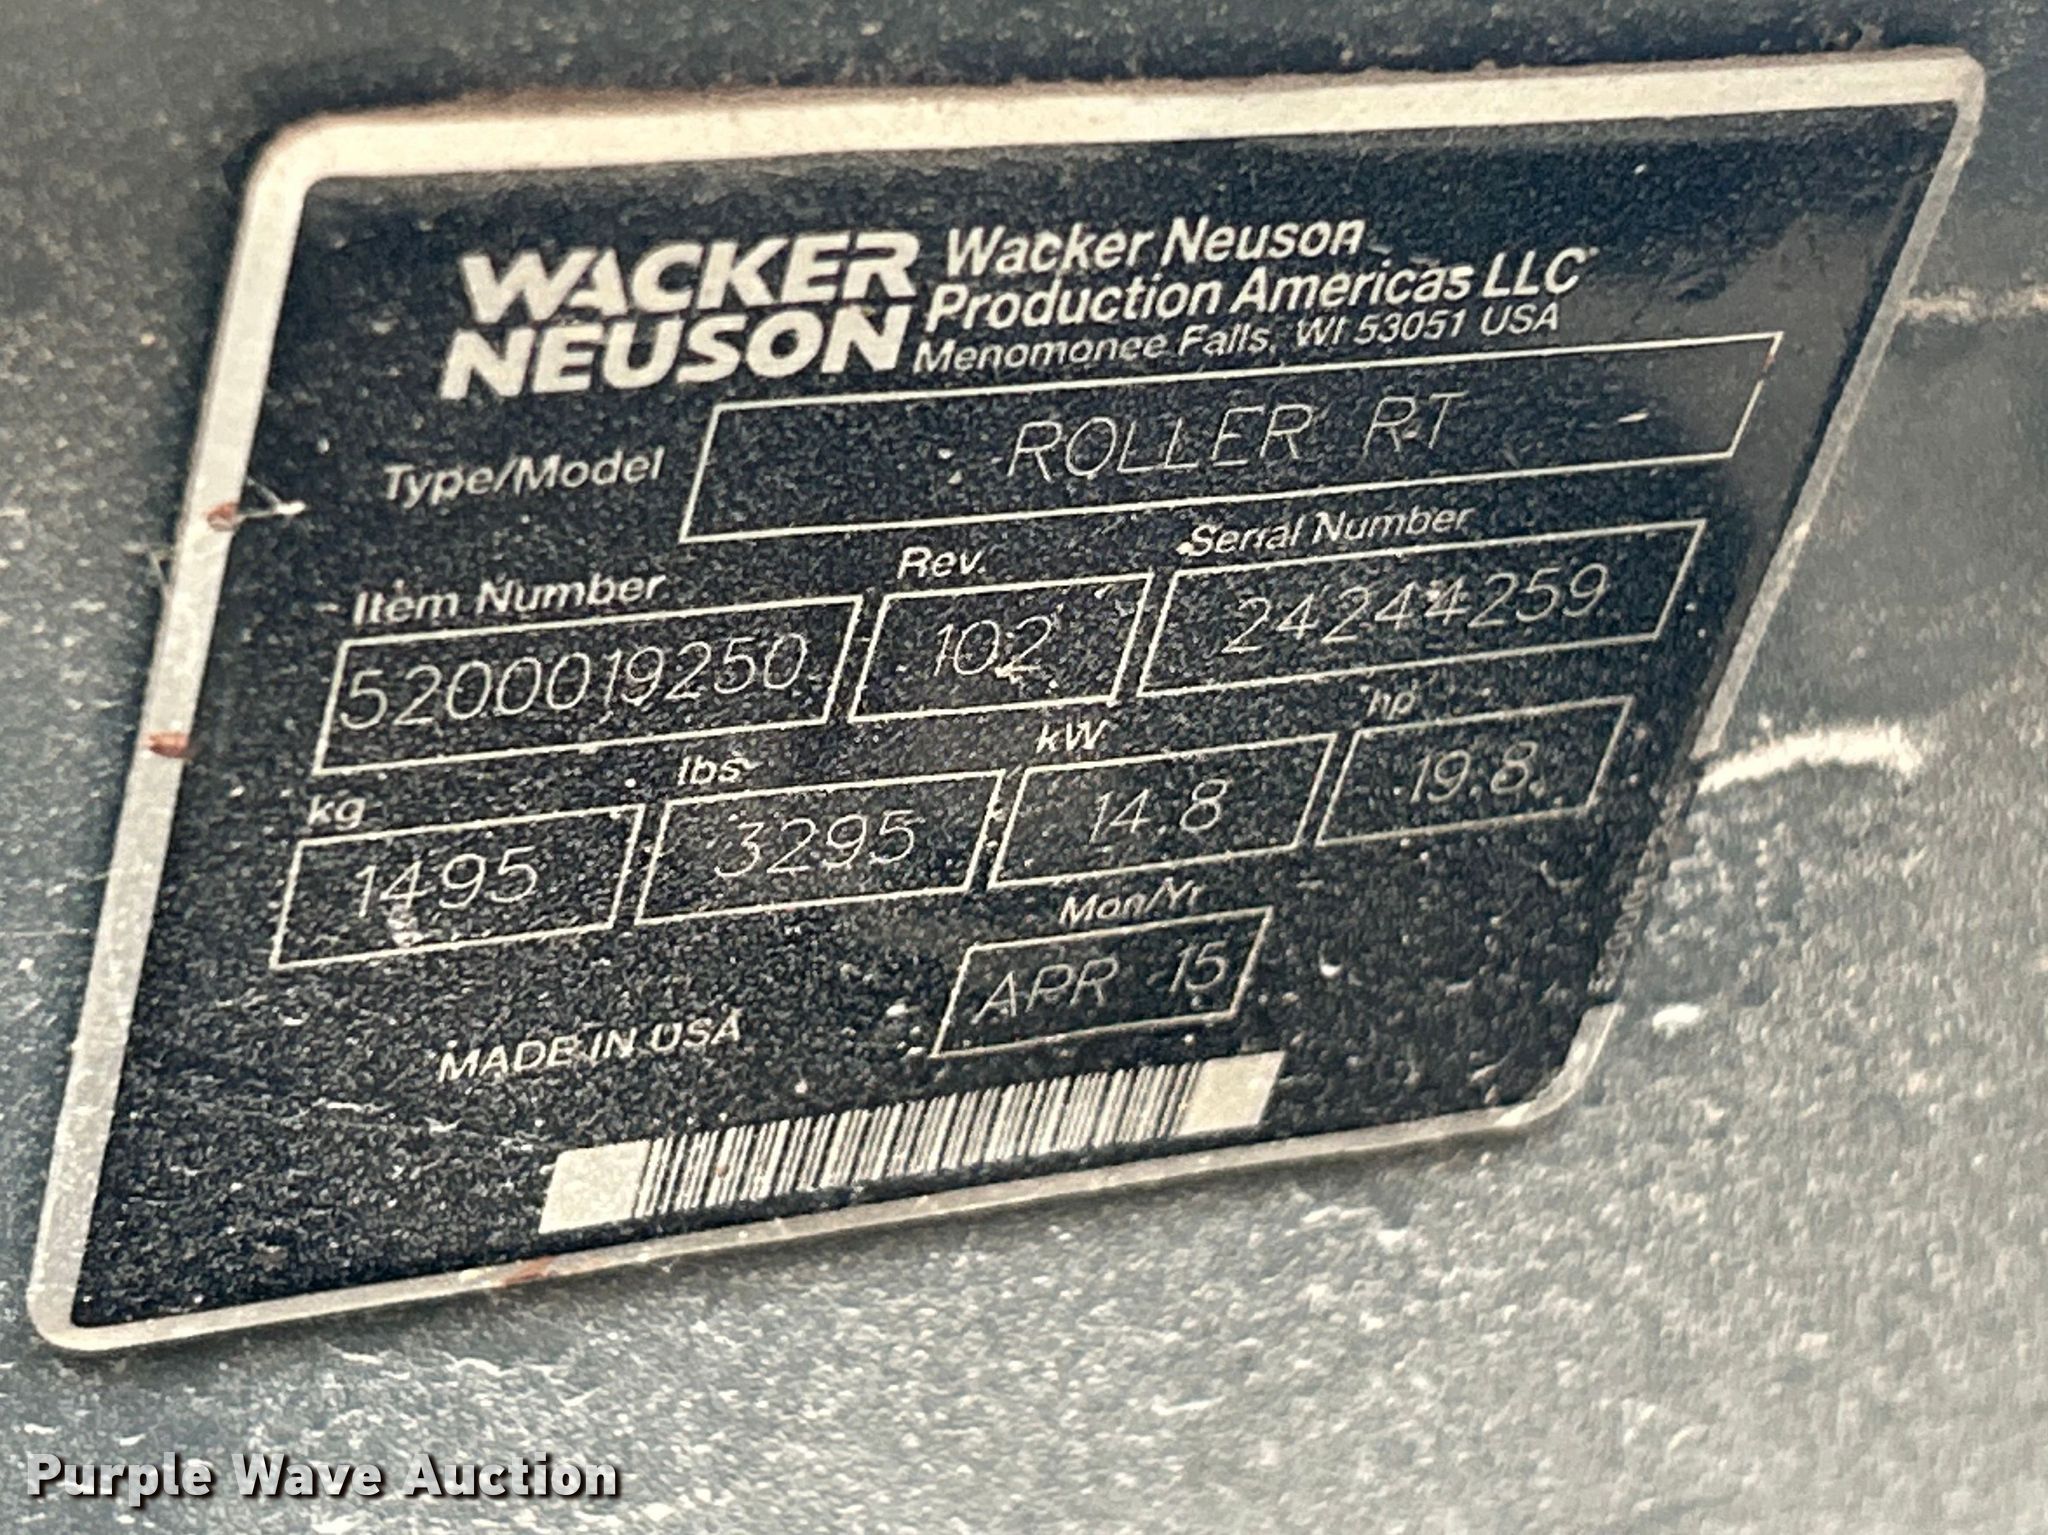 WACKER
NEUSON
Wacker Neuson
Production Americas LLC
Menomonee Falls, WI 53051 USA
Type/Model ROLLER RT
Item Number Rev. Serial Number
5200019250 102 24244259
kg lbs kW hp
1495 3295 14.8 19.8
Mon/Yr
APR 15
MADE IN USA
Purple Wave Auction